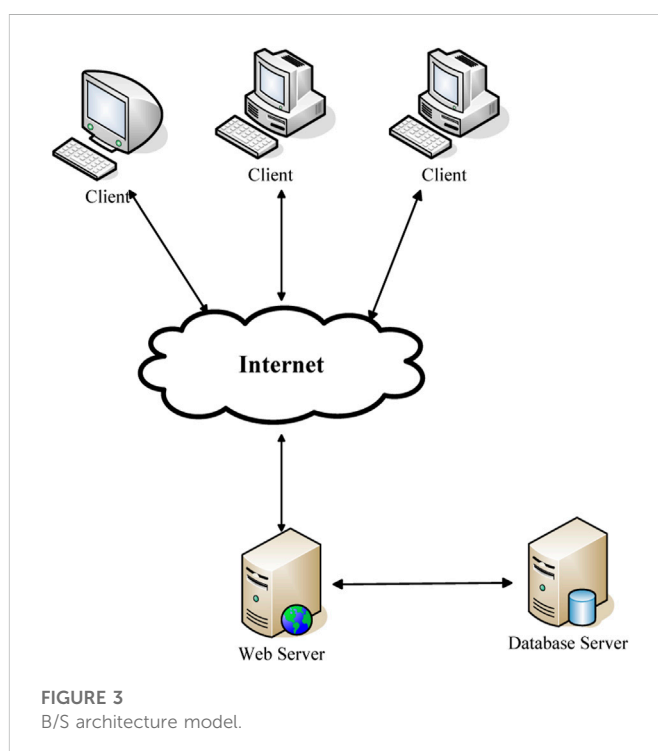 Client
Client
Client
Internet
Web Server
Database Server
FIGURE 3
B/S architecture model.